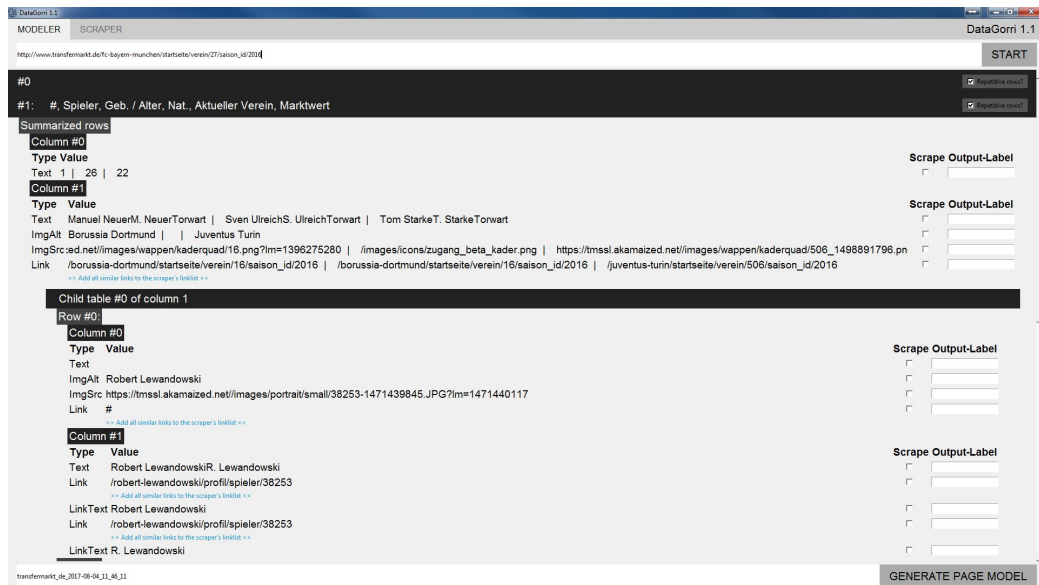 DataGorri 1.1
MODELER SCRAPER DataGorri 1.1
http://www.transfermarkt.de/fc-bayern-munchen/startseite/verein/27/saison_id/2016 START
#0 Repetitive rows?
#1: #, Spieler, Geb. / Alter, Nat., Aktueller Verein, Marktwert Repetitive rows?
Summarized rows
Column #0
Type Value Scrape Output-Label
Text 1 | 26 | 22
Column #1
Type Value Scrape Output-Label
Text Manuel NeuerM. NeuerTorwart | Sven UlreichS. UlreichTorwart | Tom StarkeT. StarkeTorwart
ImgAlt Borussia Dortmund | | Juventus Turin
ImgSrc :ed.net//images/wappen/kaderquad/16.png?lm=1396275280 | /images/icons/zugang_beta_kader.png | https://tmssl.akamaized.net//images/wappen/kaderquad/506_1498891796.pn
Link /borussia-dortmund/startseite/verein/16/saison_id/2016 | /borussia-dortmund/startseite/verein/16/saison_id/2016 | /juventus-turin/startseite/verein/506/saison_id/2016
>> Add all similar links to the scraper's linklist <<
Child table #0 of column 1
Row #0:
Column #0
Type Value Scrape Output-Label
Text
ImgAlt Robert Lewandowski
ImgSrc https://tmssl.akamaized.net//images/portrait/small/38253-1471439845.JPG?lm=1471440117
Link #
>> Add all similar links to the scraper's linklist <<
Column #1
Type Value Scrape Output-Label
Text Robert LewandowskiR. Lewandowski
Link /robert-lewandowski/profil/spieler/38253
>> Add all similar links to the scraper's linklist <<
LinkText Robert Lewandowski
Link /robert-lewandowski/profil/spieler/38253
>> Add all similar links to the scraper's linklist <<
LinkText R. Lewandowski
transfermarkt_de_2017-08-04_11_46_11 GENERATE PAGE MODEL